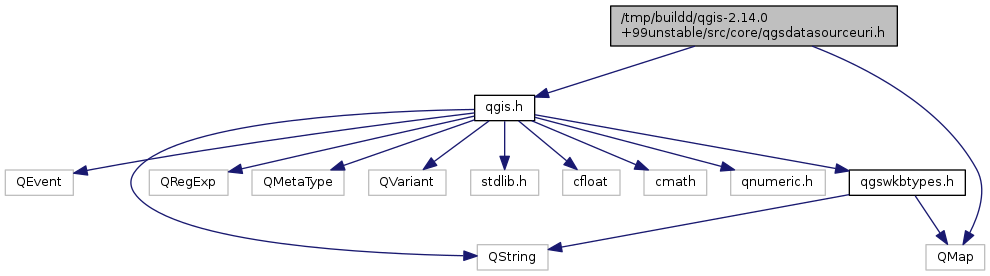 /tmp/buildd/qgis-2.14.0
+99unstable/src/core/qgsdatasourceuri.h
qgis.h
QEvent
QRegExp
QMetaType
QVariant
stdlib.h
cfloat
cmath
qnumeric.h
qgswkbtypes.h
QString
QMap